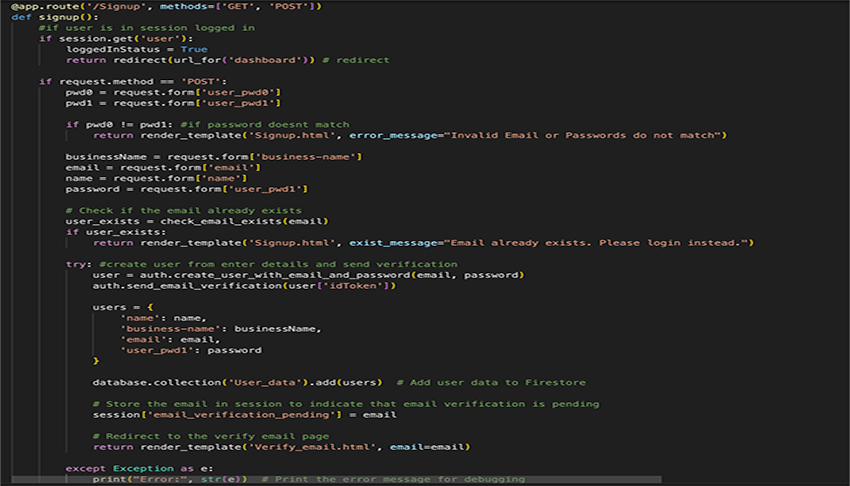 @app.route('/Signup', methods=['GET', 'POST'])
def signup():
    #if user is in session logged in
    if session.get('user'):
        loggedInStatus = True
        return redirect(url_for('dashboard')) # redirect

    if request.method == 'POST':
        pwd0 = request.form['user_pwd0']
        pwd1 = request.form['user_pwd1']

        if pwd0 != pwd1: #if password doesnt match
            return render_template('Signup.html', error_message="Invalid Email or Passwords do not match")

        businessName = request.form['business-name']
        email = request.form['email']
        name = request.form['name']
        password = request.form['user_pwd1']

        # Check if the email already exists
        user_exists = check_email_exists(email)
        if user_exists:
            return render_template('Signup.html', exist_message="Email already exists. Please login instead.")

        try: #create user from enter details and send verification
            user = auth.create_user_with_email_and_password(email, password)
            auth.send_email_verification(user['idToken'])

            users = {
                'name': name,
                'business-name': businessName,
                'email': email,
                'user_pwd1': password
            }

            database.collection('User_data').add(users)  # Add user data to Firestore

            # Store the email in session to indicate that email verification is pending
            session['email_verification_pending'] = email

            # Redirect to the verify email page
            return render_template('Verify_email.html', email=email)

        except Exception as e:
            print("Error:", str(e))  # Print the error message for debugging